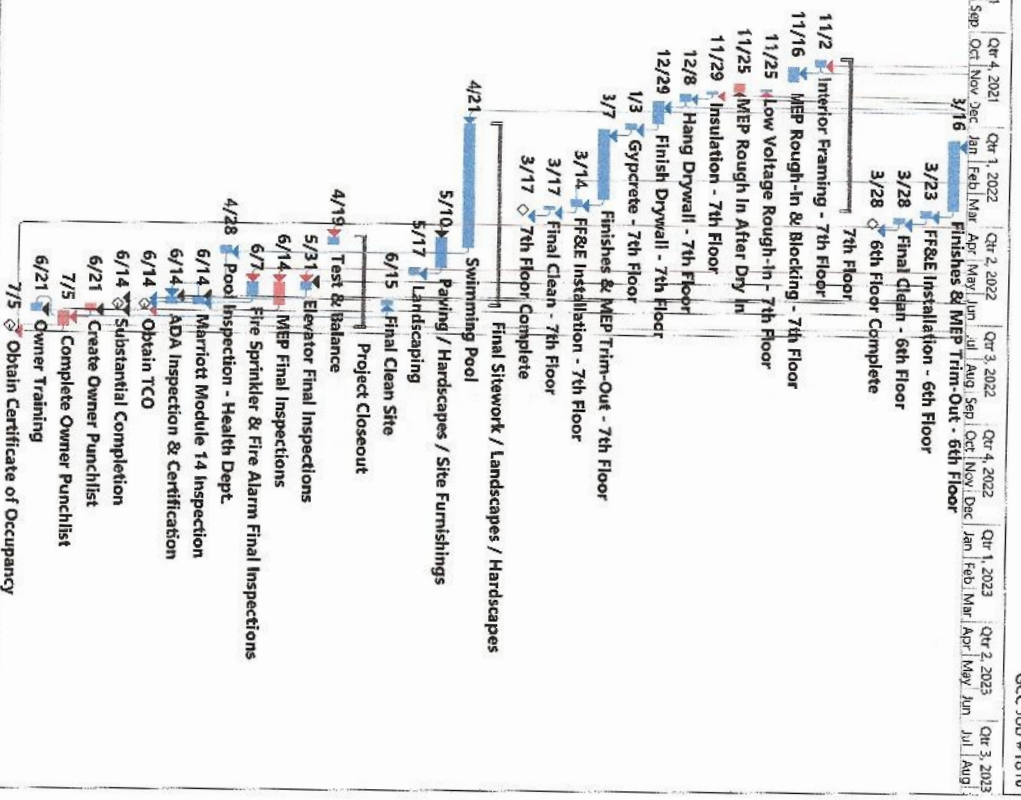 Qtr 4, 2021 Qtr 1, 2022 Qtr 2, 2022 Qtr 3, 2022 Qtr 4, 2022 Qtr 1, 2023 Qtr 2, 2023 Qtr 3, 2023
Sep Oct Nov Dec Jan Feb Mar Apr May Jun Jul Aug Sep Oct Nov Dec Jan Feb Mar Apr May Jun Jul Aug
3/16 Finishes & MEP Trim-Out - 6th Floor
3/23 FF&E Installation - 6th Floor
3/28 Final Clean - 6th Floor
3/28 6th Floor Complete
7th Floor
11/2 Interior Framing - 7th Floor
11/16 MEP Rough-In & Blocking - 7th Floor
11/25 Low Voltage Rough-In - 7th Floor
11/25 MEP Rough In After Dry In
11/29 Insulation - 7th Floor
12/8 Hang Drywall - 7th Floor
12/29 Finish Drywall - 7th Floor
1/3 Gypcrete - 7th Floor
3/7 Finishes & MEP Trim-Out - 7th Floor
3/14 FF&E Installation - 7th Floor
3/17 Final Clean - 7th Floor
3/17 7th Floor Complete
Final Sitework / Landscapes / Hardscapes
4/21 Swimming Pool
5/10 Paving / Hardscapes / Site Furnishings
5/17 Landscaping
6/15 Final Clean Site
Project Closeout
4/19 Test & Balance
5/31 Elevator Final Inspections
6/14 MEP Final Inspections
6/7 Fire Sprinkler & Fire Alarm Final Inspections
4/28 Pool Inspection - Health Dept.
6/14 Marriott Module 14 Inspection
6/14 ADA Inspection & Certification
6/14 Obtain TCO
6/14 Substantial Completion
6/21 Create Owner Punchlist
7/5 Complete Owner Punchlist
6/21 Owner Training
7/5 Obtain Certificate of Occupancy